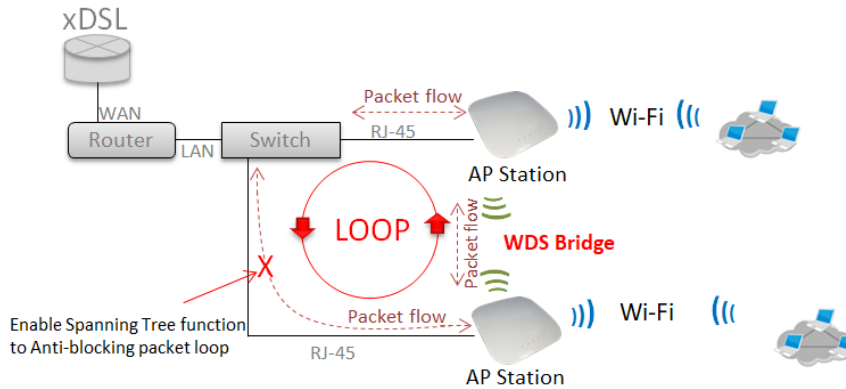 xDSL
WAN
Router
LAN
Switch
Packet flow
RJ-45
Wi-Fi
AP Station
LOOP
Packet flow
WDS Bridge
X
Enable Spanning Tree function
to Anti-blocking packet loop
Packet flow
RJ-45
Wi-Fi
AP Station